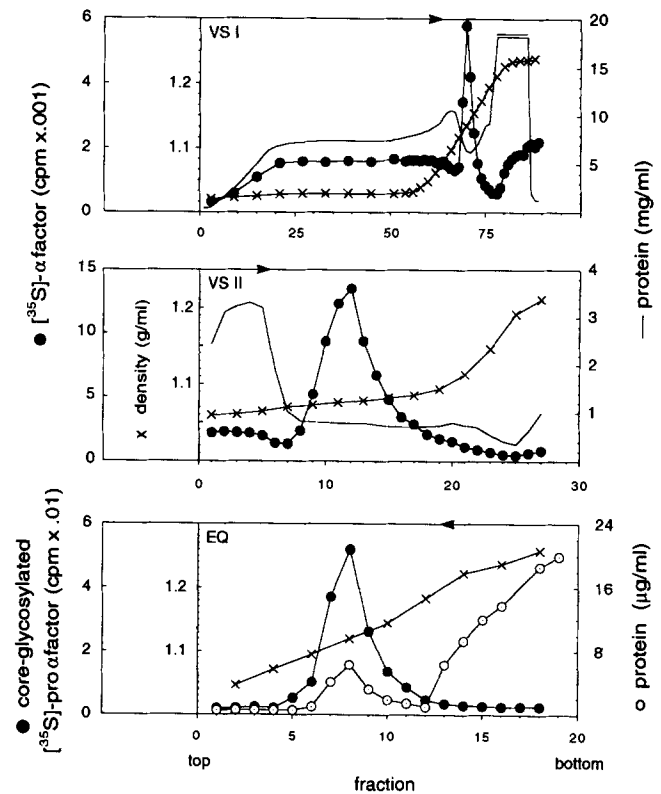 VS I
6
4
2
0
1.2
1.1
20
15
10
5
0 25 50 75
● [35S]-α factor (cpm x.001)
— protein (mg/ml)
VS II
15
10
5
0
1.2
1.1
× density (g/ml)
4
3
2
1
0 10 20 30
EQ
6
4
2
0
1.2
1.1
● core-glycosylated
[35S]-pro α factor (cpm x .01)
24
16
8
○ protein (µg/ml)
0 5 10 15 20
top bottom
fraction